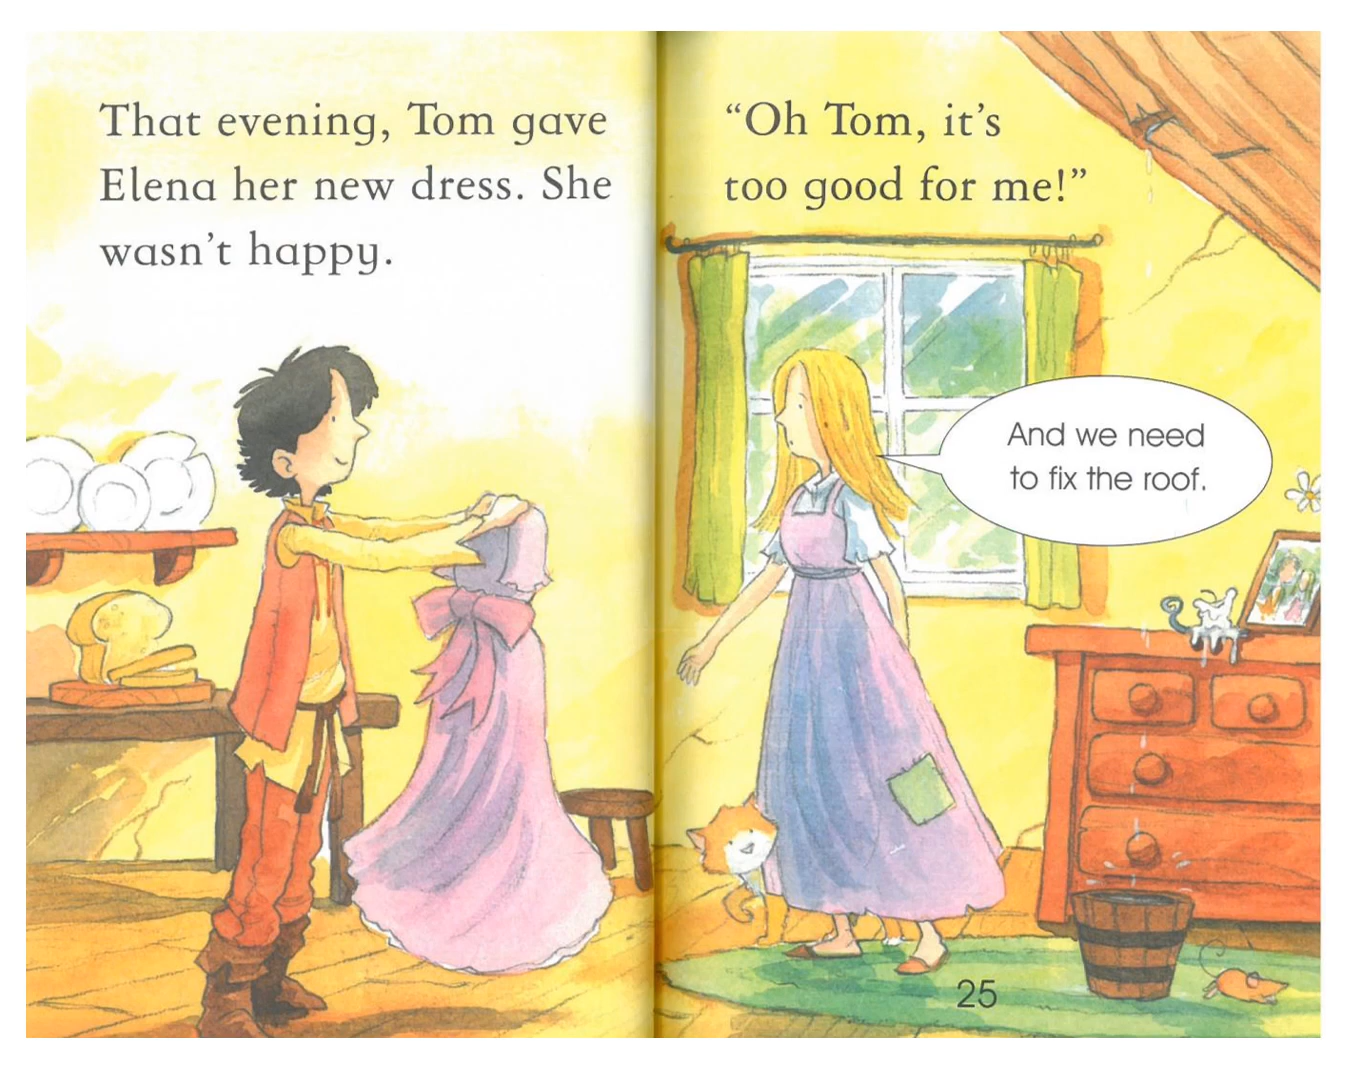 That evening, Tom gave
Elena her new dress. She
wasn't happy.
“Oh Tom, it's
too good for me!”
And we need
to fix the roof.
25